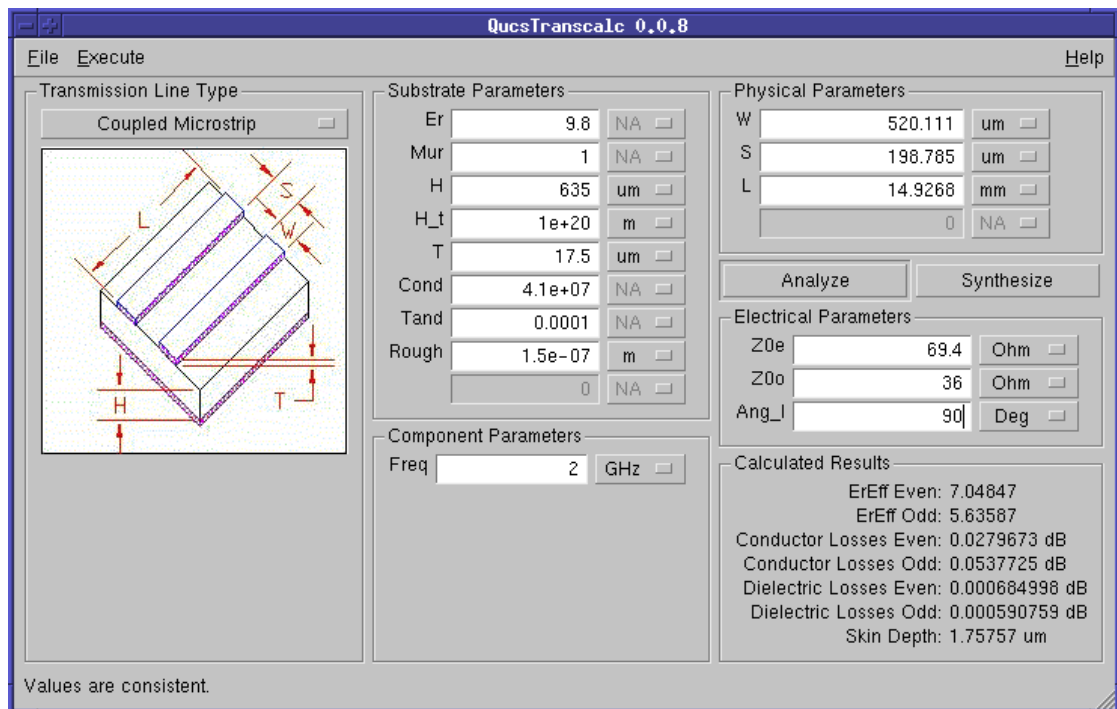 QucsTranscalc 0.0.8
File Execute Help
Transmission Line Type
Coupled Microstrip
L
S
W
H
T
Substrate Parameters
Er 9.8 NA
Mur 1 NA
H 635 um
H_t 1e+20 m
T 17.5 um
Cond 4.1e+07 NA
Tand 0.0001 NA
Rough 1.5e-07 m
0 NA
Component Parameters
Freq 2 GHz
Physical Parameters
W 520.111 um
S 198.785 um
L 14.9268 mm
0 NA
Analyze Synthesize
Electrical Parameters
Z0e 69.4 Ohm
Z0o 36 Ohm
Ang_l 90 Deg
Calculated Results
ErEff Even: 7.04847
ErEff Odd: 5.63587
Conductor Losses Even: 0.0279673 dB
Conductor Losses Odd: 0.0537725 dB
Dielectric Losses Even: 0.000684998 dB
Dielectric Losses Odd: 0.000590759 dB
Skin Depth: 1.75757 um
Values are consistent.